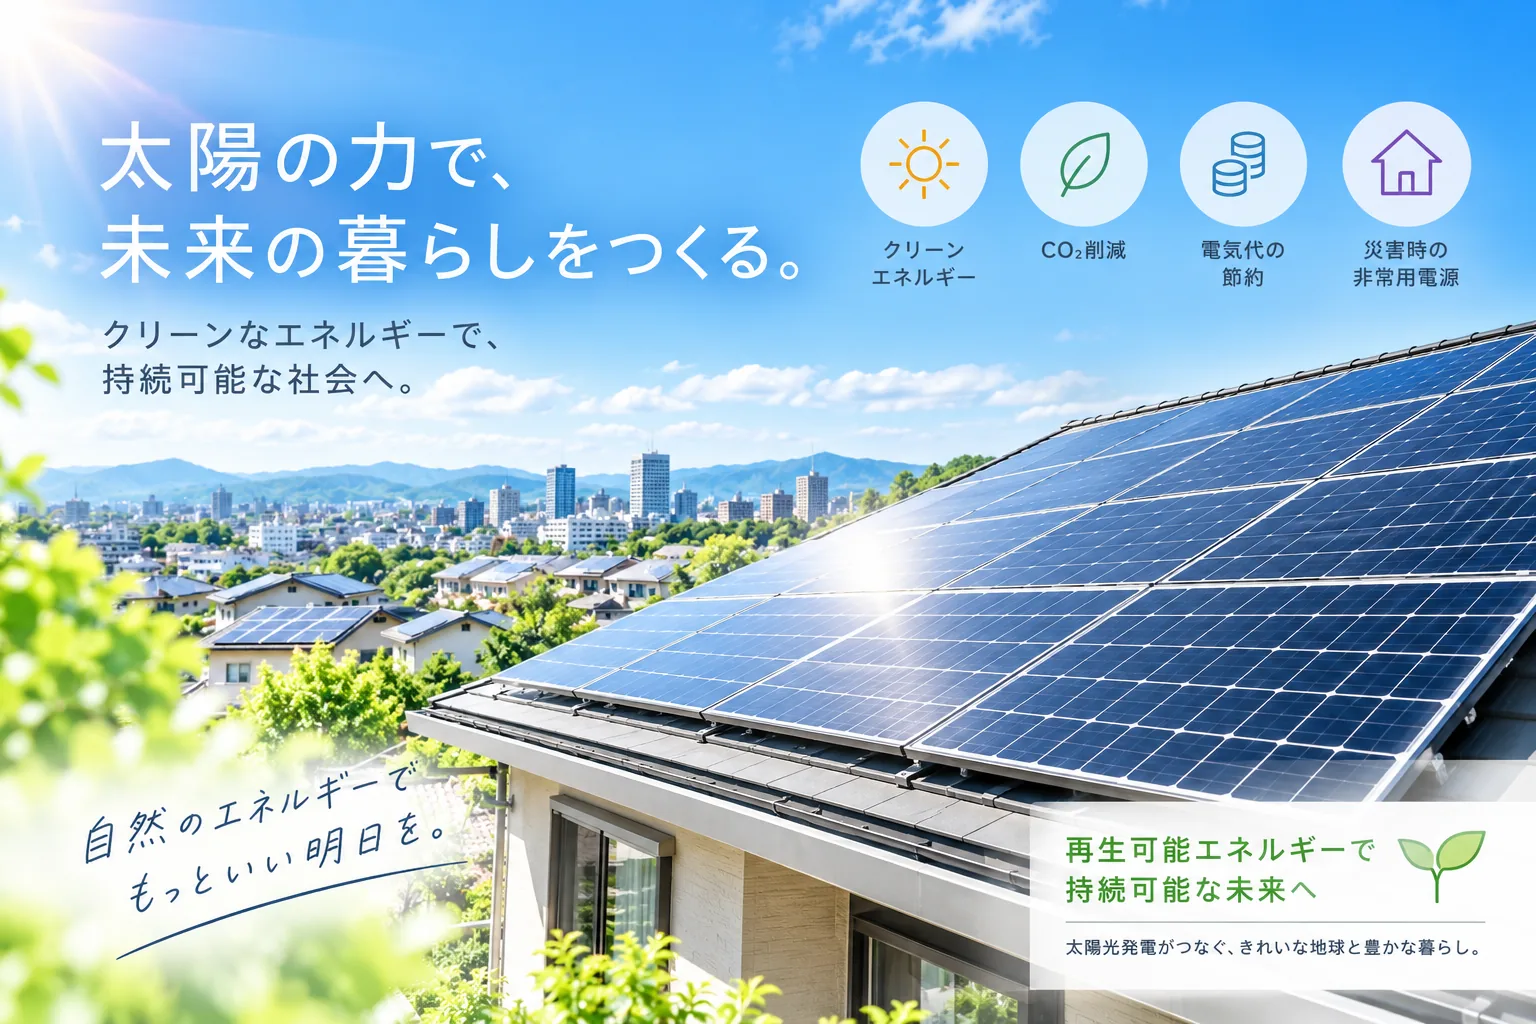 太陽の力で、
未来の暮らしをつくる。
クリーンなエネルギーで、
持続可能な社会へ。
クリーン
エネルギー
CO₂削減
電気代の
節約
災害時の
非常用電源
自然のエネルギーで
もっといい明日を。
再生可能エネルギーで
持続可能な未来へ
太陽光発電がつなぐ、きれいな地球と豊かな暮らし。